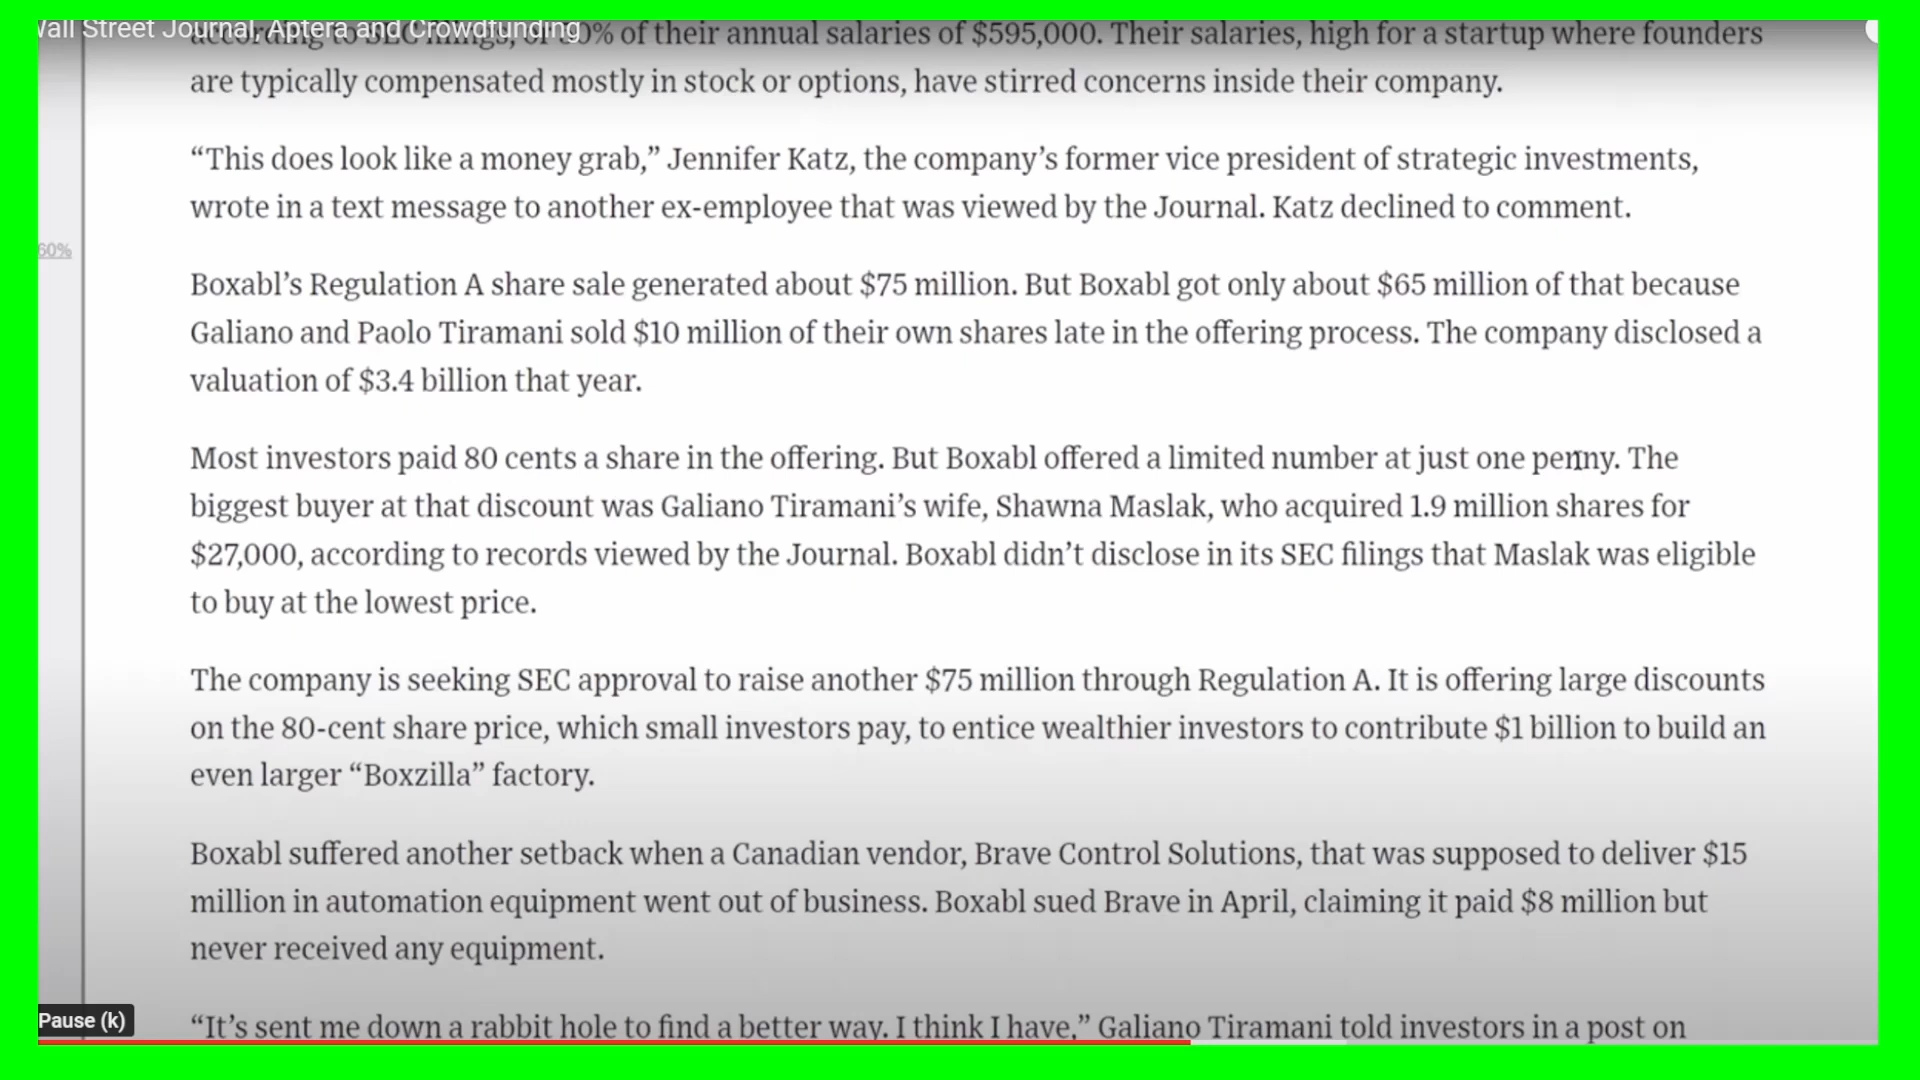 Wall Street Journal, Aptera and Crowdfunding
according to SEC filings, or 50% of their annual salaries of $595,000. Their salaries, high for a startup where founders
are typically compensated mostly in stock or options, have stirred concerns inside their company.
“This does look like a money grab,” Jennifer Katz, the company’s former vice president of strategic investments,
wrote in a text message to another ex-employee that was viewed by the Journal. Katz declined to comment.
60%
Boxabl’s Regulation A share sale generated about $75 million. But Boxabl got only about $65 million of that because
Galiano and Paolo Tiramani sold $10 million of their own shares late in the offering process. The company disclosed a
valuation of $3.4 billion that year.
Most investors paid 80 cents a share in the offering. But Boxabl offered a limited number at just one penny. The
biggest buyer at that discount was Galiano Tiramani’s wife, Shawna Maslak, who acquired 1.9 million shares for
$27,000, according to records viewed by the Journal. Boxabl didn’t disclose in its SEC filings that Maslak was eligible
to buy at the lowest price.
The company is seeking SEC approval to raise another $75 million through Regulation A. It is offering large discounts
on the 80-cent share price, which small investors pay, to entice wealthier investors to contribute $1 billion to build an
even larger “Boxzilla” factory.
Boxabl suffered another setback when a Canadian vendor, Brave Control Solutions, that was supposed to deliver $15
million in automation equipment went out of business. Boxabl sued Brave in April, claiming it paid $8 million but
never received any equipment.
Pause (k)
“It’s sent me down a rabbit hole to find a better way. I think I have,” Galiano Tiramani told investors in a post on